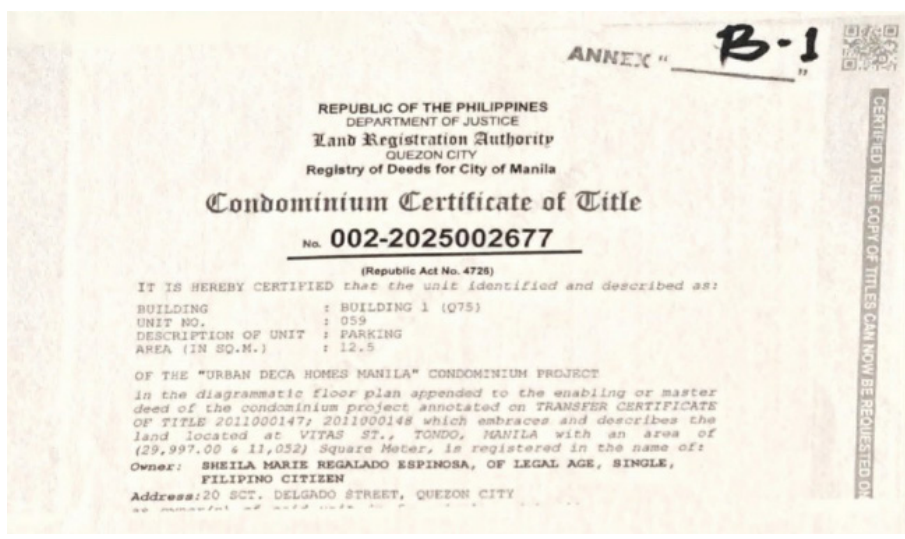 ANNEX " B-1 "
REPUBLIC OF THE PHILIPPINES
DEPARTMENT OF JUSTICE
Land Registration Authority
QUEZON CITY
Registry of Deeds for City of Manila
Condominium Certificate of Title
No. 002-2025002677
(Republic Act No. 4726)
IT IS HEREBY CERTIFIED that the unit identified and described as:
BUILDING : BUILDING 1 (Q75)
UNIT NO. : 059
DESCRIPTION OF UNIT : PARKING
AREA (IN SQ.M.) : 12.5
OF THE "URBAN DECA HOMES MANILA" CONDOMINIUM PROJECT
in the diagrammatic floor plan appended to the enabling or master
deed of the condominium project annotated on TRANSFER CERTIFICATE
OF TITLE 2011000147; 2011000148 which embraces and describes the
land located at VITAS ST., TONDO, MANILA with an area of
(29,997.00 & 11,052) Square Meter, is registered in the name of:
Owner: SHEILA MARIE REGALADO ESPINOSA, OF LEGAL AGE, SINGLE,
FILIPINO CITIZEN
Address: 20 SCT. DELGADO STREET, QUEZON CITY
CERTIFIED TRUE COPY OF TITLES CAN NOW BE REQUESTED ON